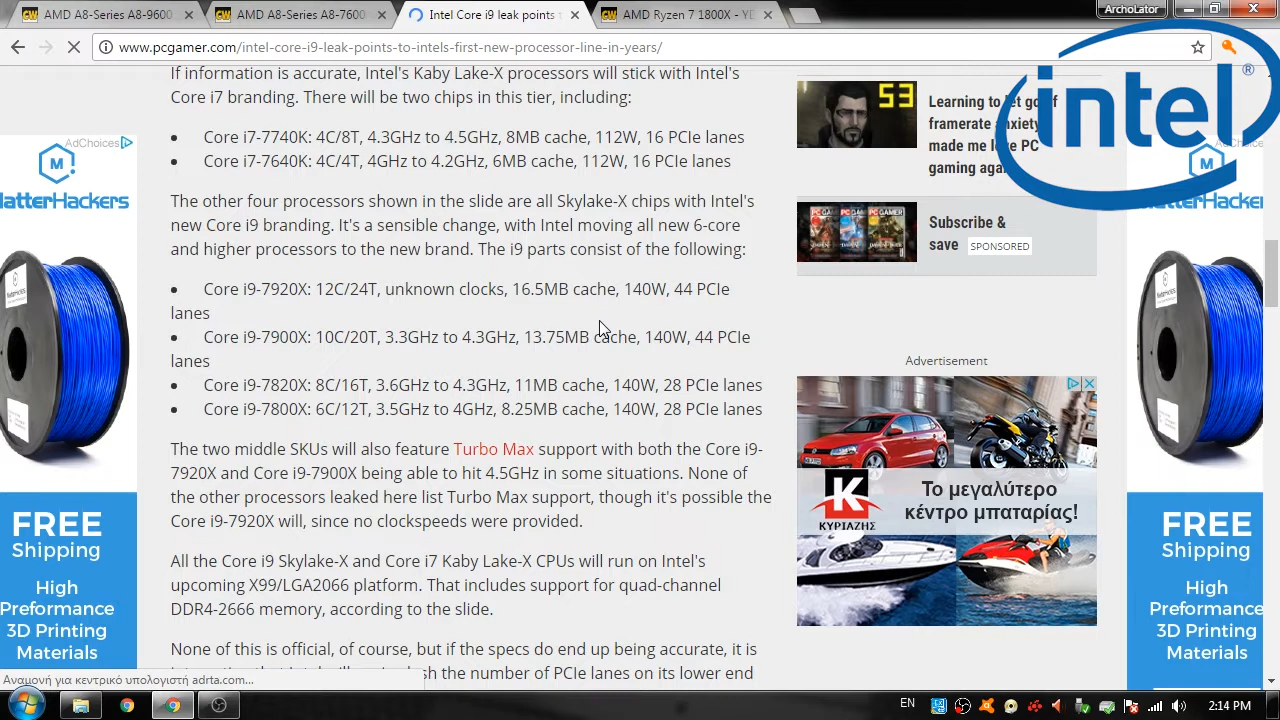 AMD A8-Series A8-9600
AMD A8-Series A8-7600
Intel Core i9 leak points
AMD Ryzen 7 1800X - YD
ArchoLator
www.pcgamer.com/intel-core-i9-leak-points-to-intels-first-new-processor-line-in-years/
If information is accurate, Intel's Kaby Lake-X processors will stick with Intel's
Core i7 branding. There will be two chips in this tier, including:
• Core i7-7740K: 4C/8T, 4.3GHz to 4.5GHz, 8MB cache, 112W, 16 PCIe lanes
• Core i7-7640K: 4C/4T, 4GHz to 4.2GHz, 6MB cache, 112W, 16 PCIe lanes
The other four processors shown in the slide are all Skylake-X chips with Intel's
new Core i9 branding. It's a sensible change, with Intel moving all new 6-core
and higher processors to the new brand. The i9 parts consist of the following:
• Core i9-7920X: 12C/24T, unknown clocks, 16.5MB cache, 140W, 44 PCIe
lanes
• Core i9-7900X: 10C/20T, 3.3GHz to 4.3GHz, 13.75MB cache, 140W, 44 PCIe
lanes
• Core i9-7820X: 8C/16T, 3.6GHz to 4.3GHz, 11MB cache, 140W, 28 PCIe lanes
• Core i9-7800X: 6C/12T, 3.5GHz to 4GHz, 8.25MB cache, 140W, 28 PCIe lanes
The two middle SKUs will also feature Turbo Max support with both the Core i9-
7920X and Core i9-7900X being able to hit 4.5GHz in some situations. None of
the other processors leaked here list Turbo Max support, though it's possible the
Core i9-7920X will, since no clockspeeds were provided.
All the Core i9 Skylake-X and Core i7 Kaby Lake-X CPUs will run on Intel's
upcoming X99/LGA2066 platform. That includes support for quad-channel
DDR4-2666 memory, according to the slide.
None of this is official, of course, but if the specs do end up being accurate, it is
the number of PCIe lanes on its lower end
53
Learning to let go of
framerate anxiety
made me love PC
gaming again
PC GAMER
Subscribe &
save SPONSORED
intel®
Advertisement
K
ΚΥΡΙΑΖΗΣ
Το μεγαλύτερο
κέντρο μπαταρίας!
AdChoices
M
MatterHackers
FREE
Shipping
High
Preformance
3D Printing
Materials
M
MatterHacker
FREE
Shipping
High
Preformance
3D Printing
Materials
Αναμονή για κεντρικό υπολογιστή adrta.com...
EN
2:14 PM